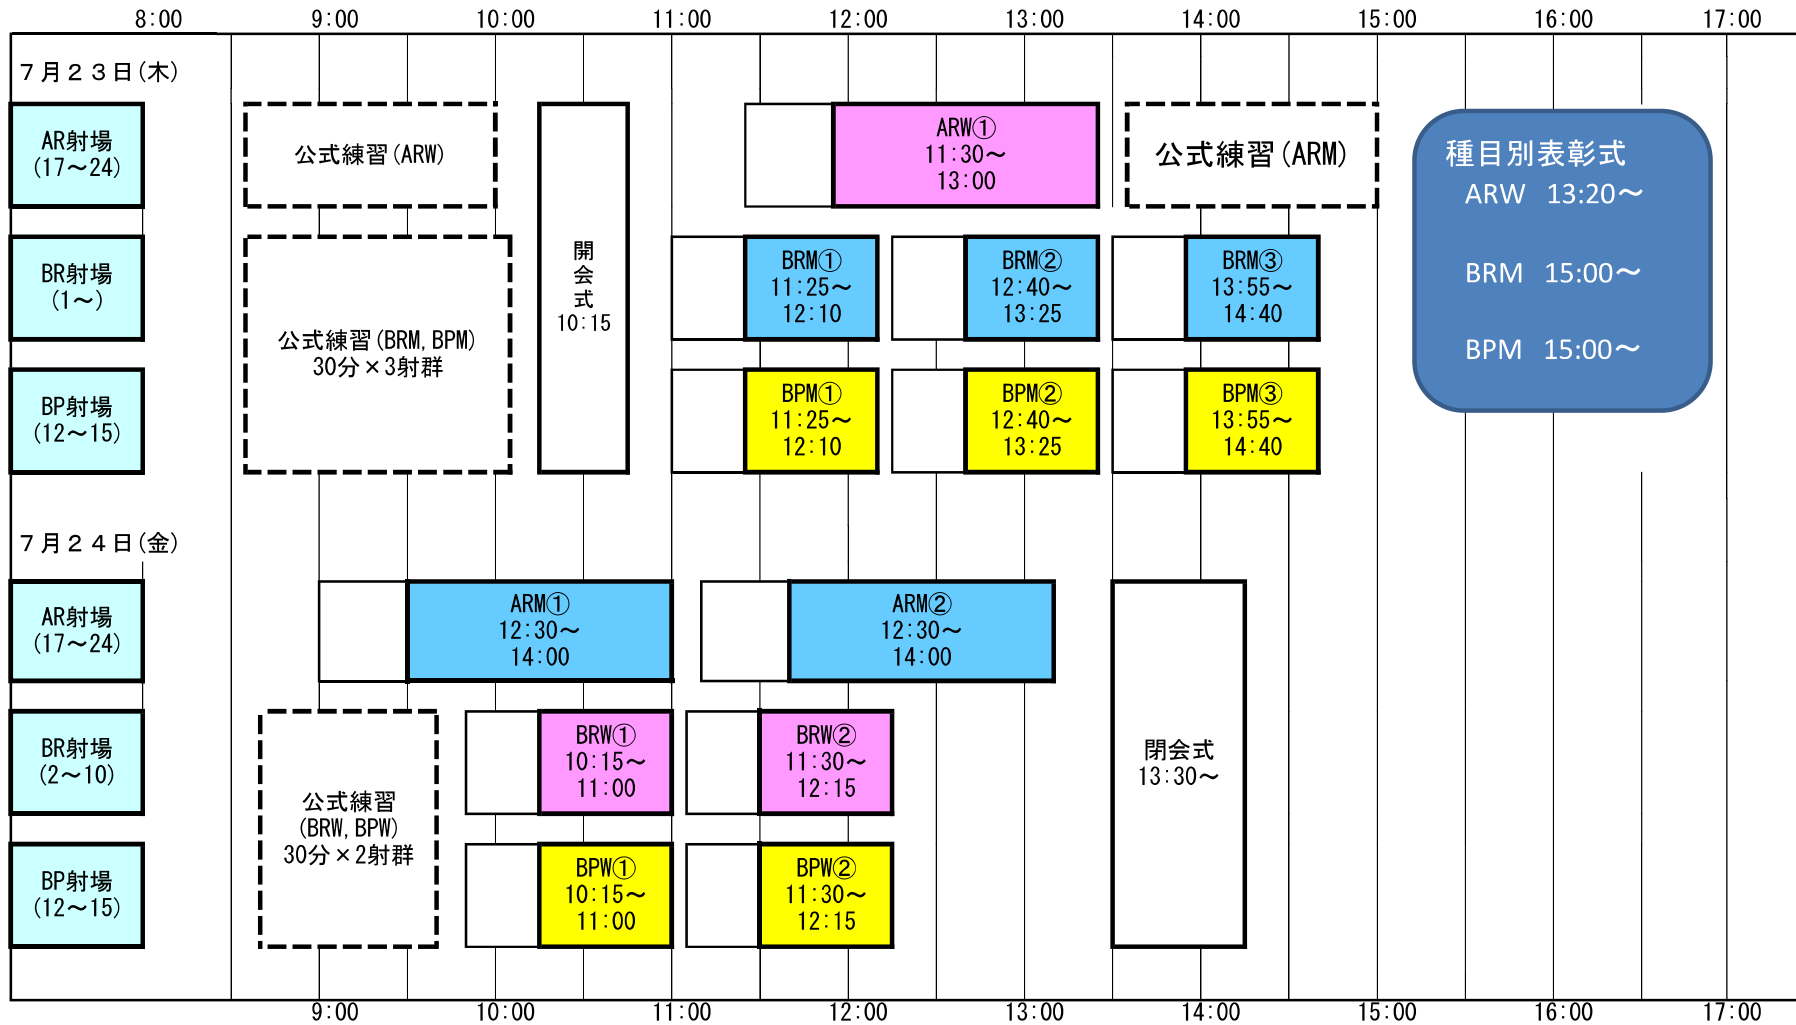 8:00 9:00 10:00 11:00 12:00 13:00 14:00 15:00 16:00 17:00
7月23日(木)
AR射場
(17～24)
公式練習(ARW)
開
会
式
10:15
ARW①
11:30～
13:00
公式練習(ARM)
種目別表彰式
ARW 13:20～
BRM 15:00～
BPM 15:00～
BR射場
(1～)
公式練習(BRM,BPM)
30分×3射群
BRM①
11:25～
12:10
BRM②
12:40～
13:25
BRM③
13:55～
14:40
BP射場
(12～15)
BPM①
11:25～
12:10
BPM②
12:40～
13:25
BPM③
13:55～
14:40
7月24日(金)
AR射場
(17～24)
ARM①
12:30～
14:00
ARM②
12:30～
14:00
閉会式
13:30～
BR射場
(2～10)
公式練習
(BRW,BPW)
30分×2射群
BRW①
10:15～
11:00
BRW②
11:30～
12:15
BP射場
(12～15)
BPW①
10:15～
11:00
BPW②
11:30～
12:15
9:00 10:00 11:00 12:00 13:00 14:00 15:00 16:00 17:00